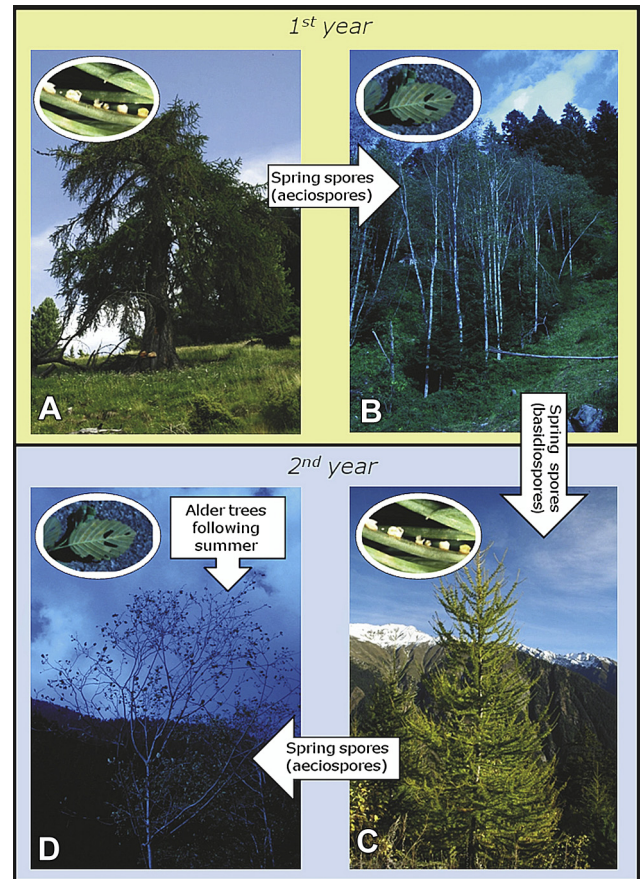 1st year
Spring spores
(aeciospores)
A
B
Spring spores
(basidiospores)
2nd year
Alder trees
following
summer
Spring spores
(aeciospores)
D
C